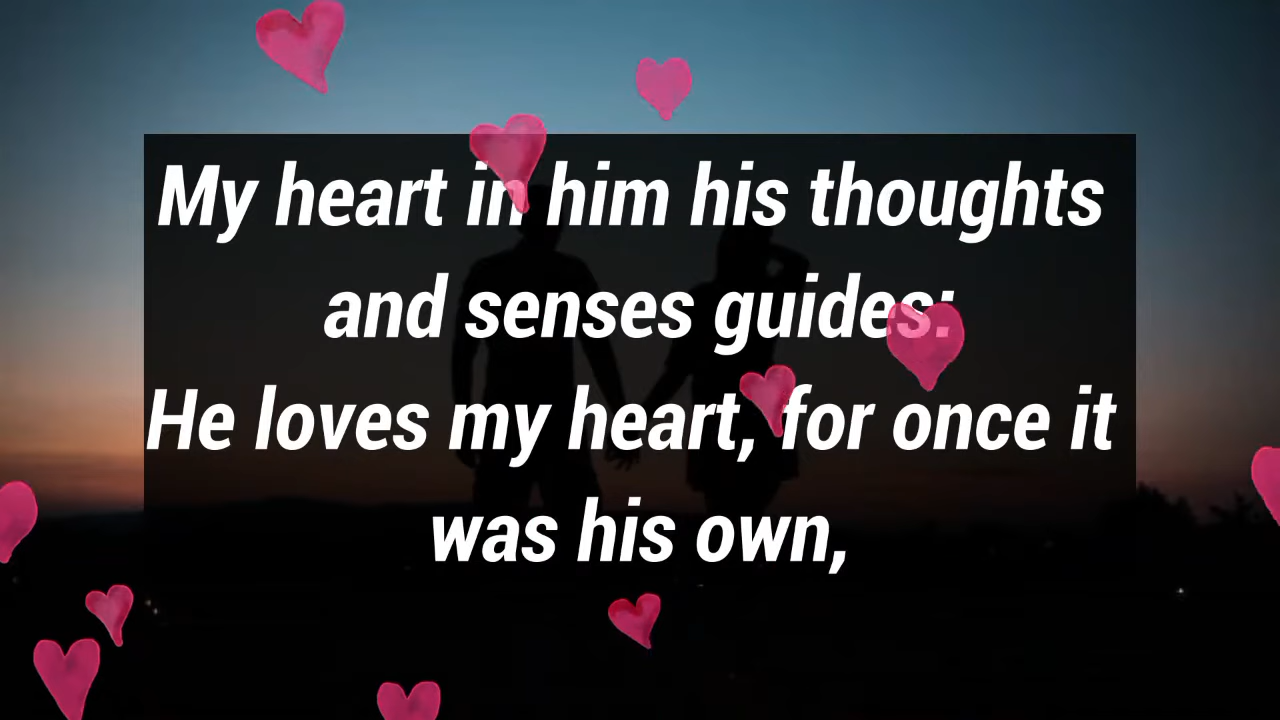 My heart in him his thoughts
and senses guides:
He loves my heart, for once it
was his own,